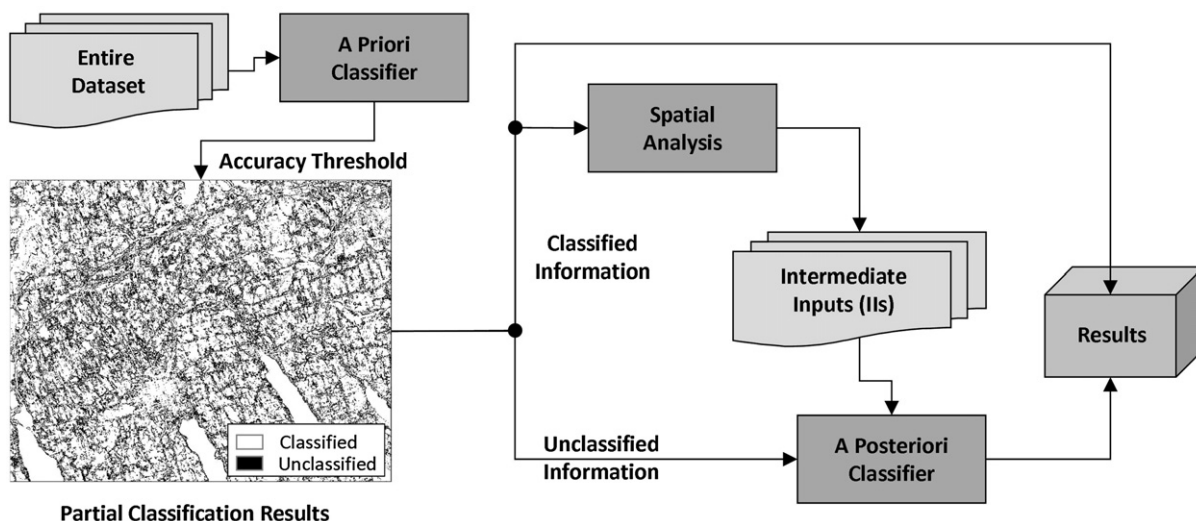 Entire
Dataset
A Priori
Classifier
Accuracy Threshold
Spatial
Analysis
Classified
Information
Intermediate
Inputs (IIs)
Results
Classified
Unclassified
Unclassified
Information
A Posteriori
Classifier
Partial Classification Results